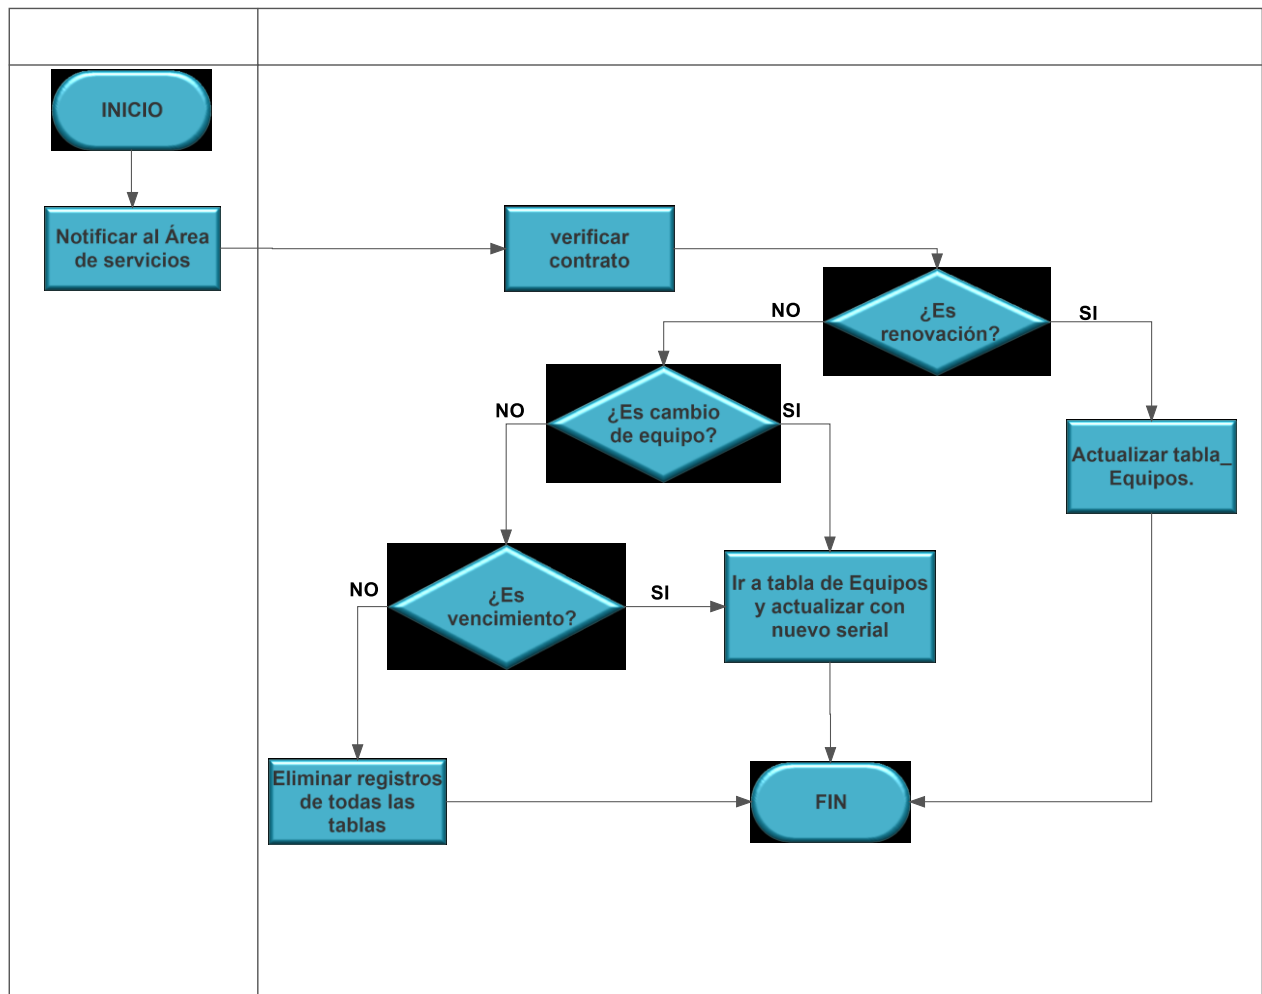 INICIO
Notificar al Área
de servicios
verificar
contrato
¿Es
renovación?
NO
SI
¿Es cambio
de equipo?
NO
SI
Actualizar tabla_
Equipos.
¿Es
vencimiento?
NO
SI
Ir a tabla de Equipos
y actualizar con
nuevo serial
Eliminar registros
de todas las
tablas
FIN